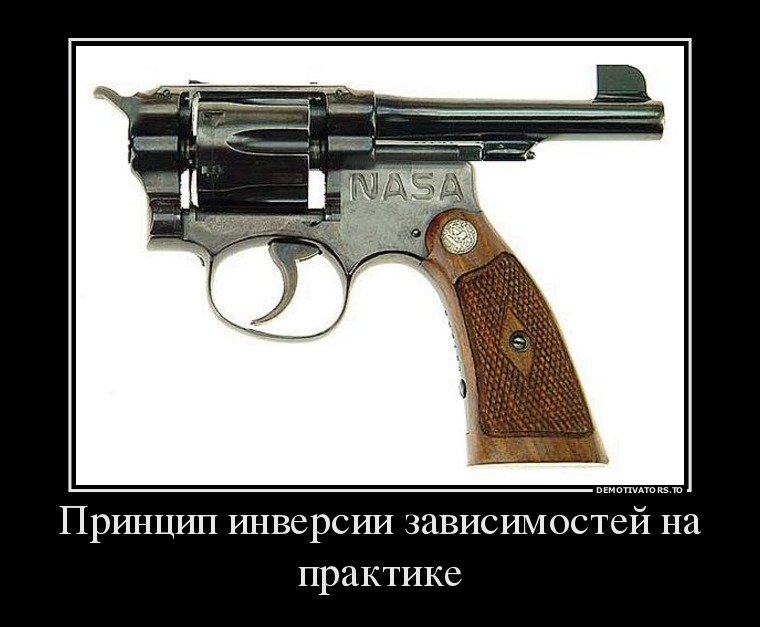 NASA
DEMOTIVATORS.TO
Принцип инверсии зависимостей на
практике